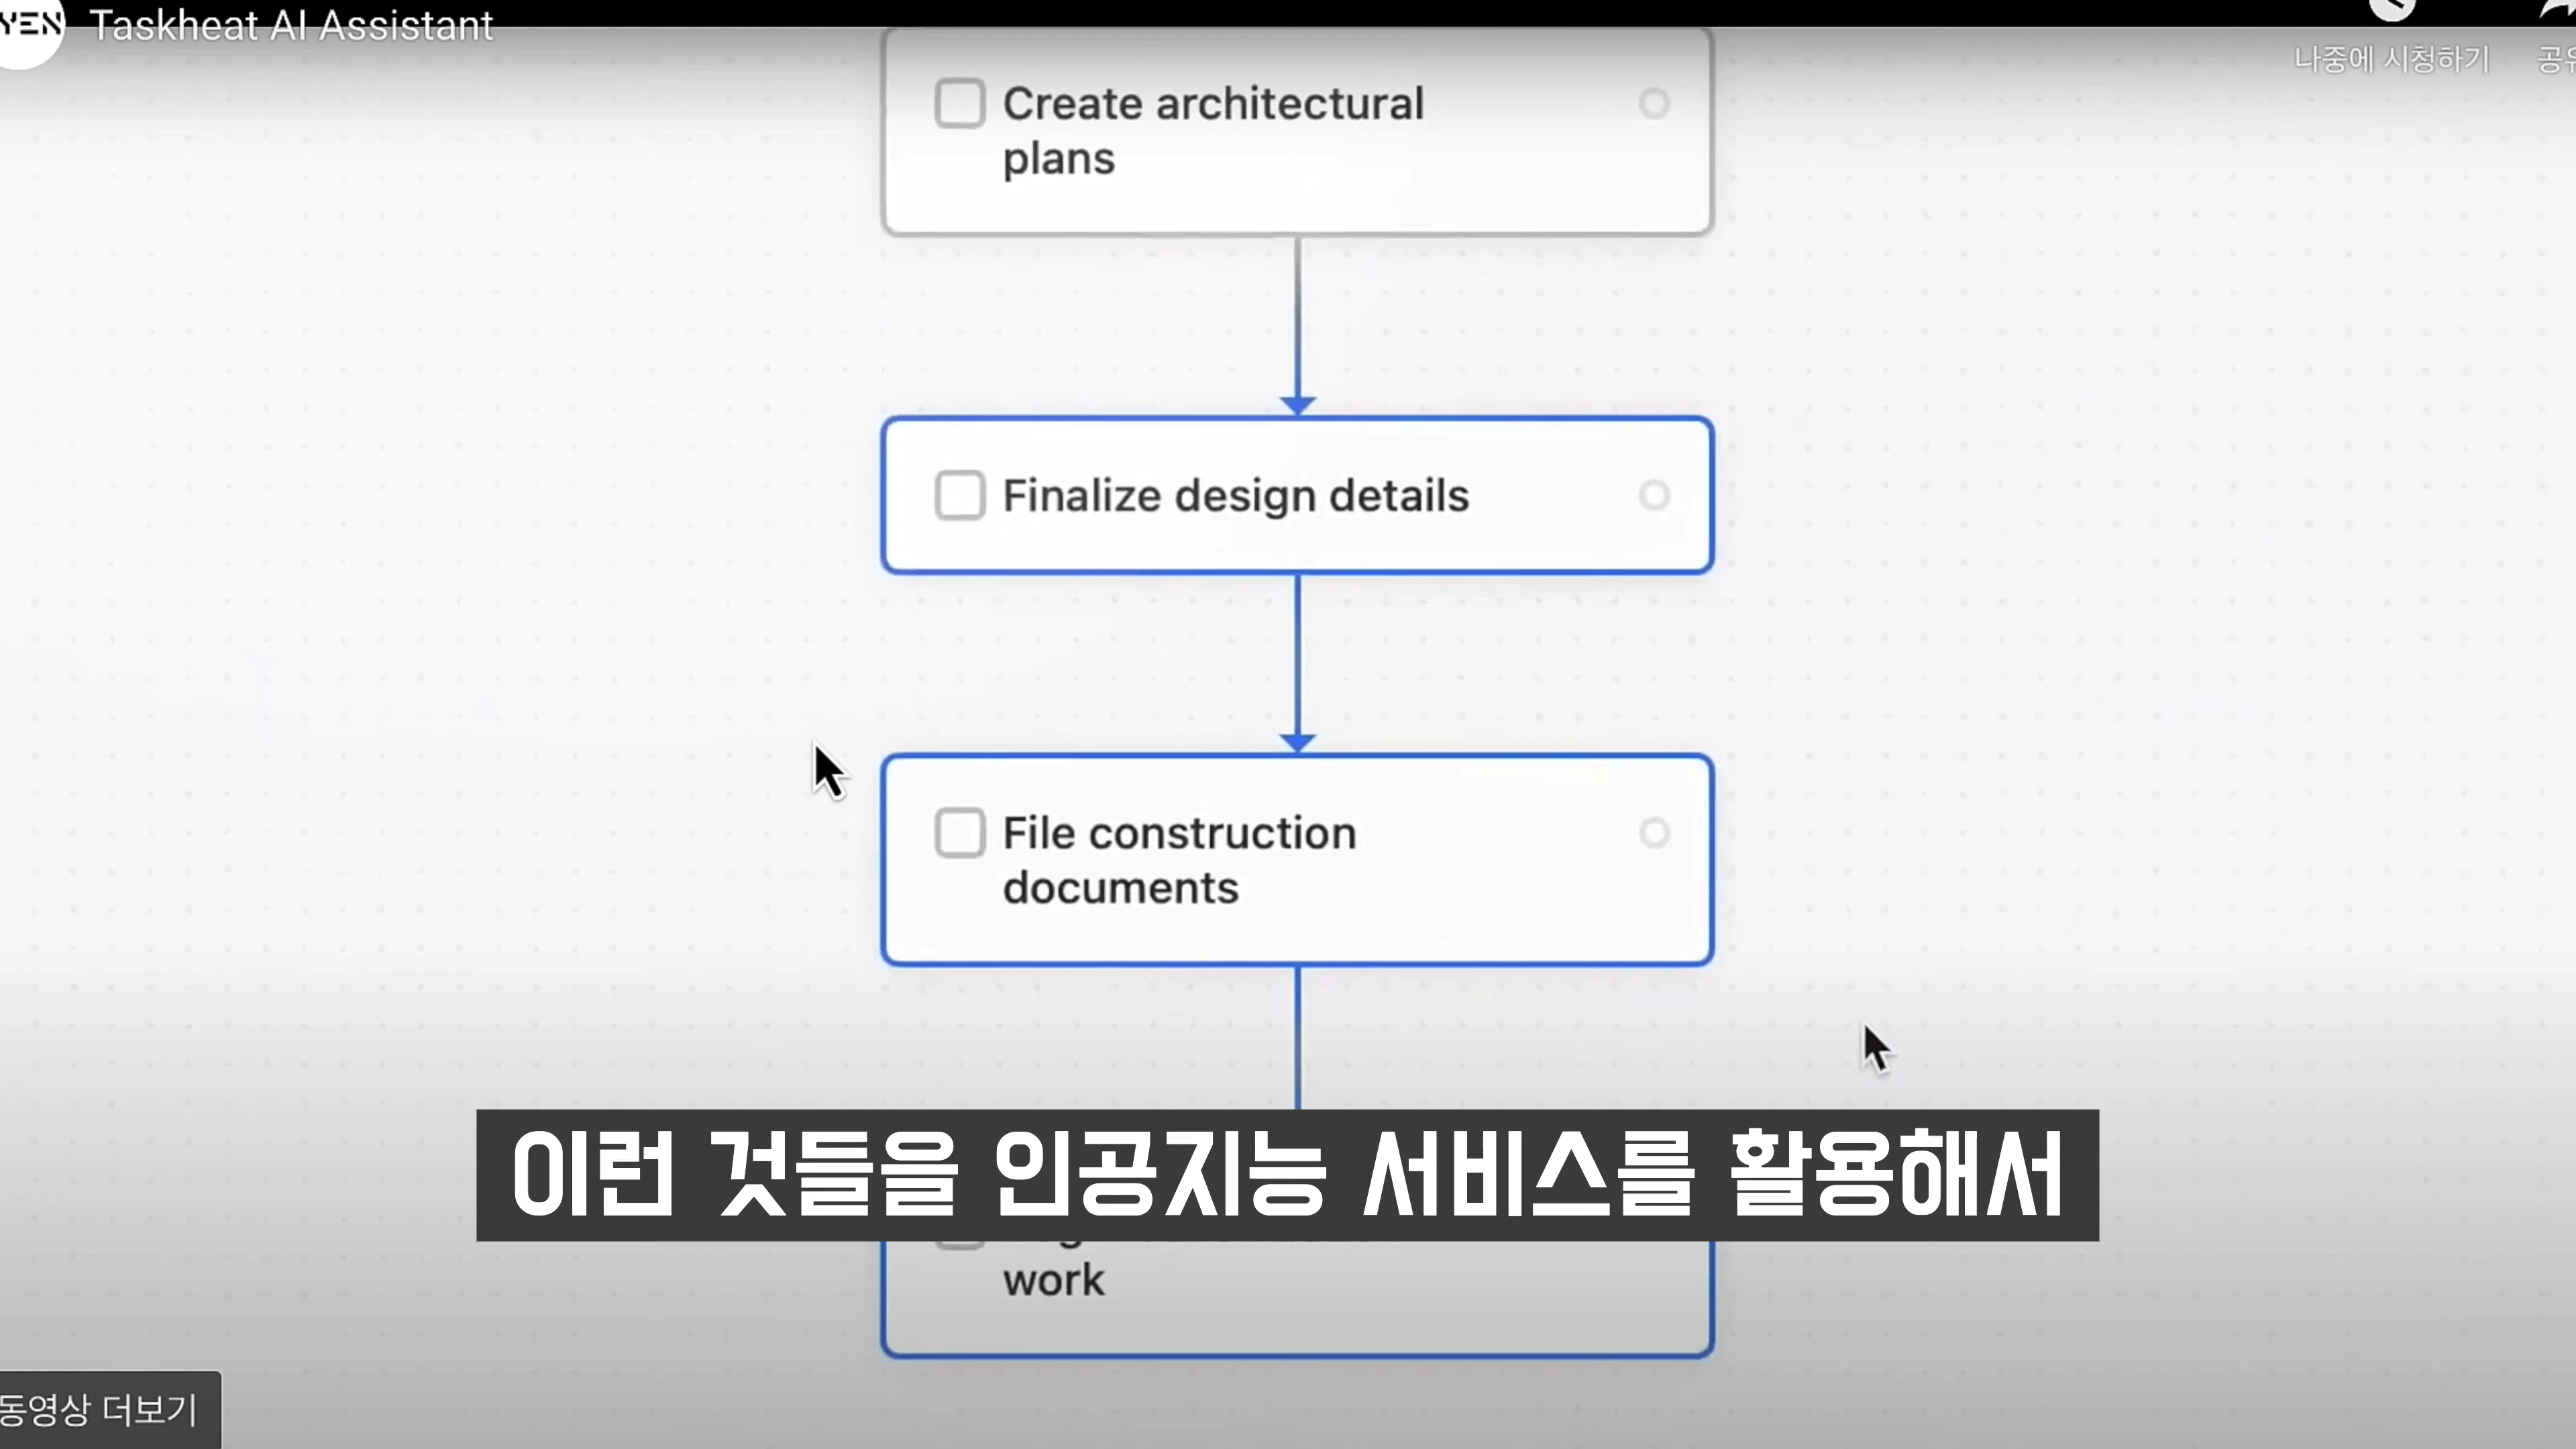 YEN
Taskheat AI Assistant
나중에 시청하기
Create architectural
plans
Finalize design details
File construction
documents
이런 것들을 인공지능 서비스를 활용해서
work
동영상 더보기